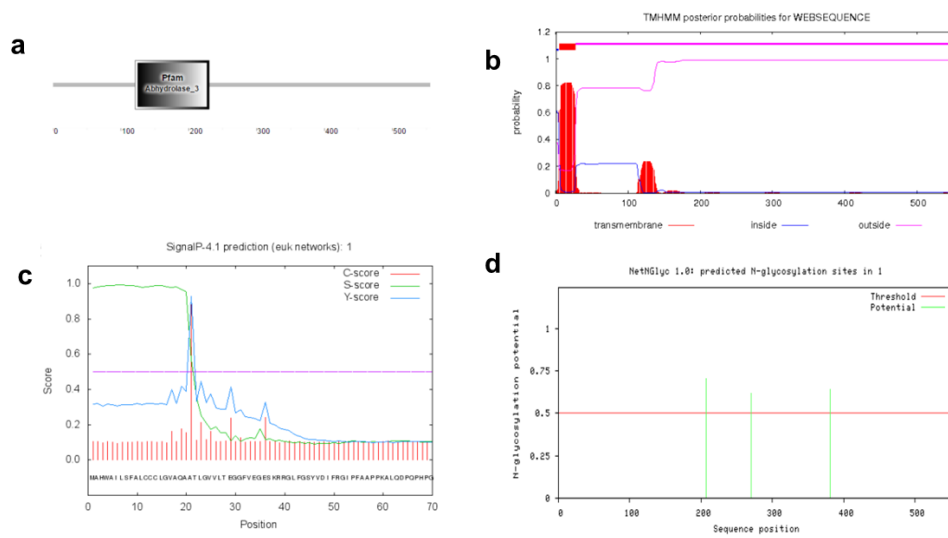 a
Pfam
Abhydrolase_3
0 '100 '200 '300 '400 '500
b
TMHMM posterior probabilities for WEBSEQUENCE
probability
1.2
1
0.8
0.6
0.4
0.2
0
0 100 200 300 400 500
transmembrane inside outside
c
SignalP-4.1 prediction (euk networks): 1
C-score
S-score
Y-score
Score
1.0
0.8
0.6
0.4
0.2
0.0
MAHWAILSFALCCCLGVAQAATLGVVLTEGGFVEGESKRRGLFGSYVDIFRGIPFAAPPKALQDPQPHPG
0 10 20 30 40 50 60 70
Position
d
NetNGlyc 1.0: predicted N-glycosylation sites in 1
Threshold
Potential
N-glycosylation potential
1
0.75
0.5
0.25
0
0 100 200 300 400 500
Sequence position